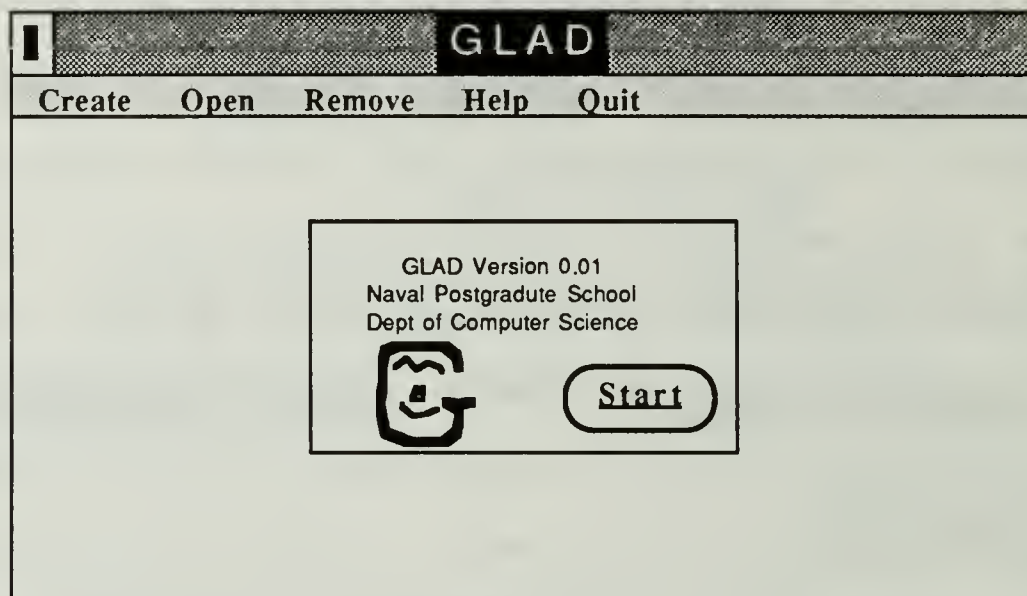 GLAD
Create Open Remove Help Quit
GLAD Version 0.01
Naval Postgradute School
Dept of Computer Science
Start